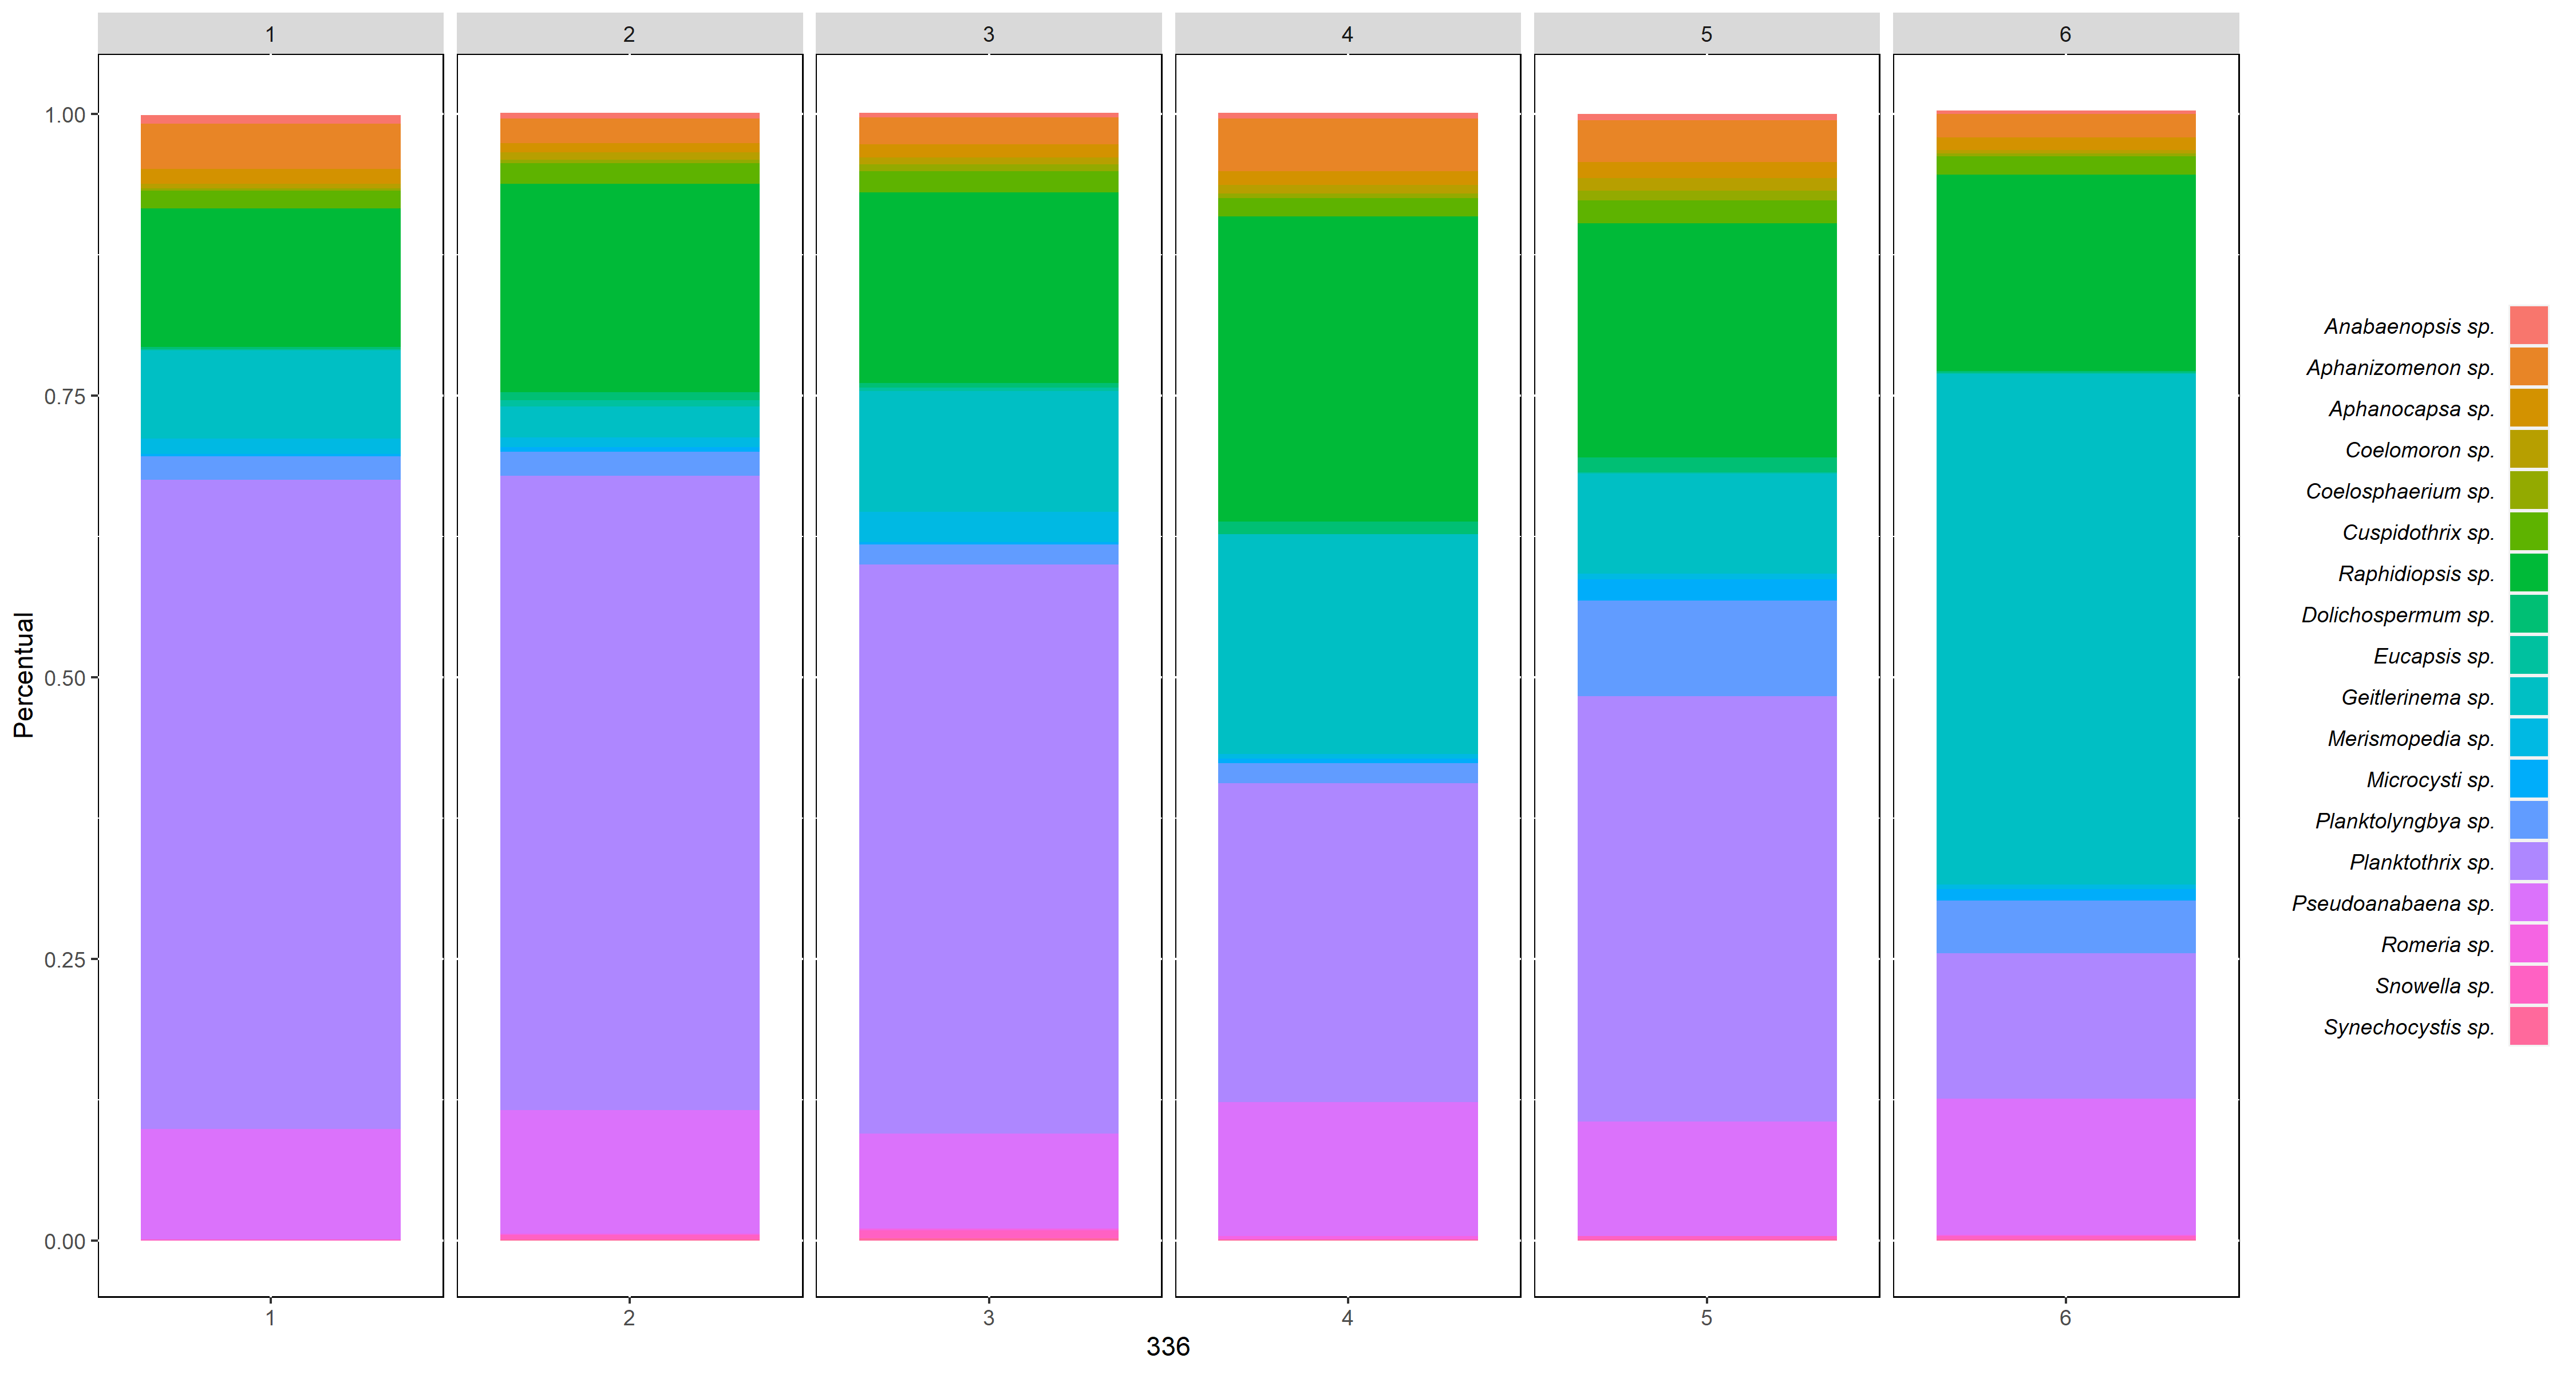 1 2 3 4 5 6
1.00
0.75
0.50
0.25
0.00
Percentual
1 2 3 4 5 6
336
Anabaenopsis sp.
Aphanizomenon sp.
Aphanocapsa sp.
Coelomoron sp.
Coelosphaerium sp.
Cuspidothrix sp.
Raphidiopsis sp.
Dolichospermum sp.
Eucapsis sp.
Geitlerinema sp.
Merismopedia sp.
Microcysti sp.
Planktolyngbya sp.
Planktothrix sp.
Pseudoanabaena sp.
Romeria sp.
Snowella sp.
Synechocystis sp.